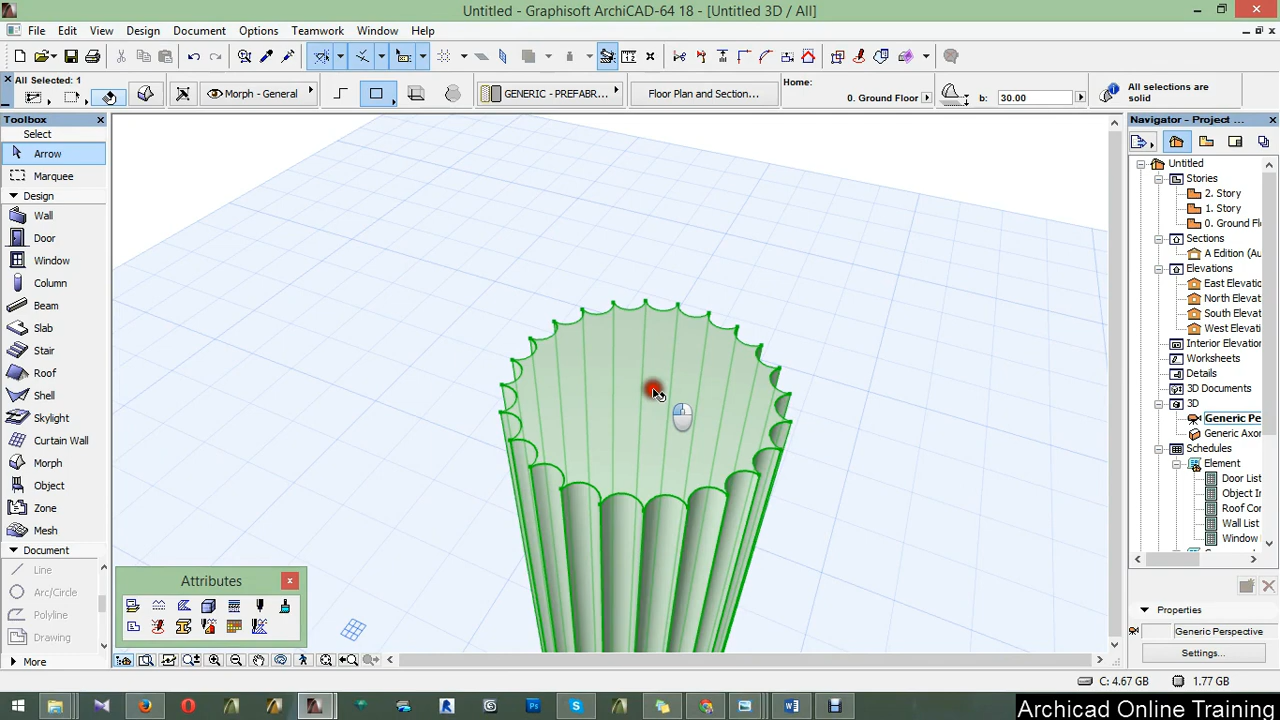 Untitled - Graphisoft ArchiCAD-64 18 - [Untitled 3D / All]
File Edit View Design Document Options Teamwork Window Help
All Selected: 1
Morph - General
GENERIC - PREFABR...
Floor Plan and Section...
Home:
0. Ground Floor
b: 30.00
All selections are
solid
Toolbox
Select
Arrow
Marquee
Design
Wall
Door
Window
Column
Beam
Slab
Stair
Roof
Shell
Skylight
Curtain Wall
Morph
Object
Zone
Mesh
Document
Line
Arc/Circle
Polyline
Drawing
More
Attributes
Navigator - Project ...
Untitled
Stories
2. Story
1. Story
0. Ground Fl
Sections
A Edition (Au
Elevations
East Elevatio
North Elevat
South Elevat
West Elevati
Interior Elevatio
Worksheets
Details
3D Documents
3D
Generic Pe
Generic Axon
Schedules
Element
Door List
Object In
Roof Cor
Wall List
Window
Properties
Generic Perspective
Settings...
C: 4.67 GB
1.77 GB
Ps
Archicad Online Training